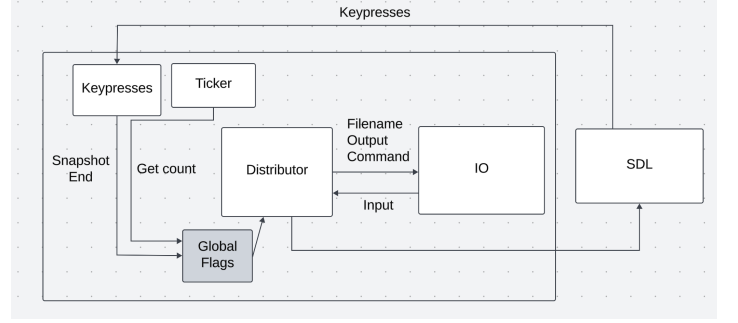 Keypresses
Keypresses
Ticker
Filename
Output
Command
Snapshot
End
Get count
Distributor
IO
SDL
Input
Global
Flags